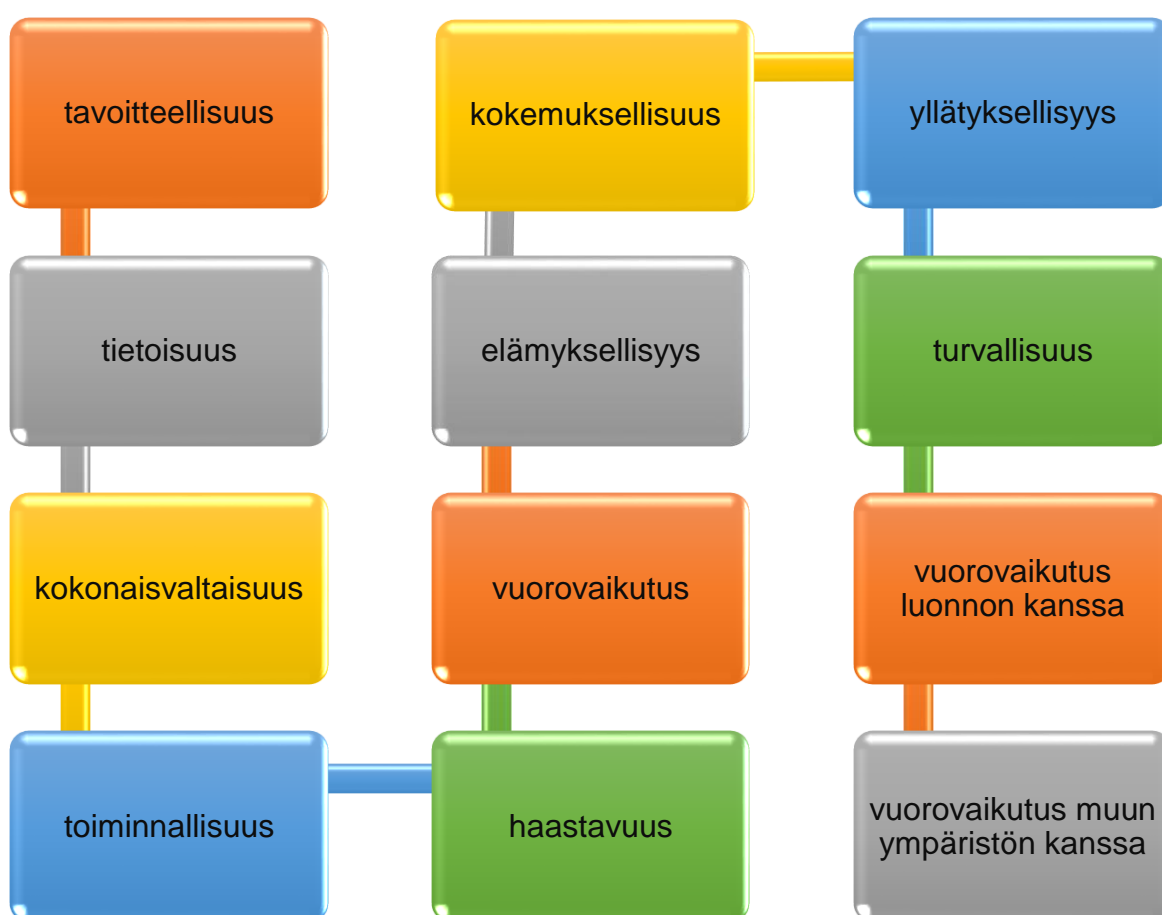 tavoitteellisuus
tietoisuus
kokonaisvaltaisuus
toiminnallisuus
haastavuus
vuorovaikutus
elämyksellisyys
kokemuksellisuus
yllätyksellisyys
turvallisuus
vuorovaikutus
luonnon kanssa
vuorovaikutus muun
ympäristön kanssa